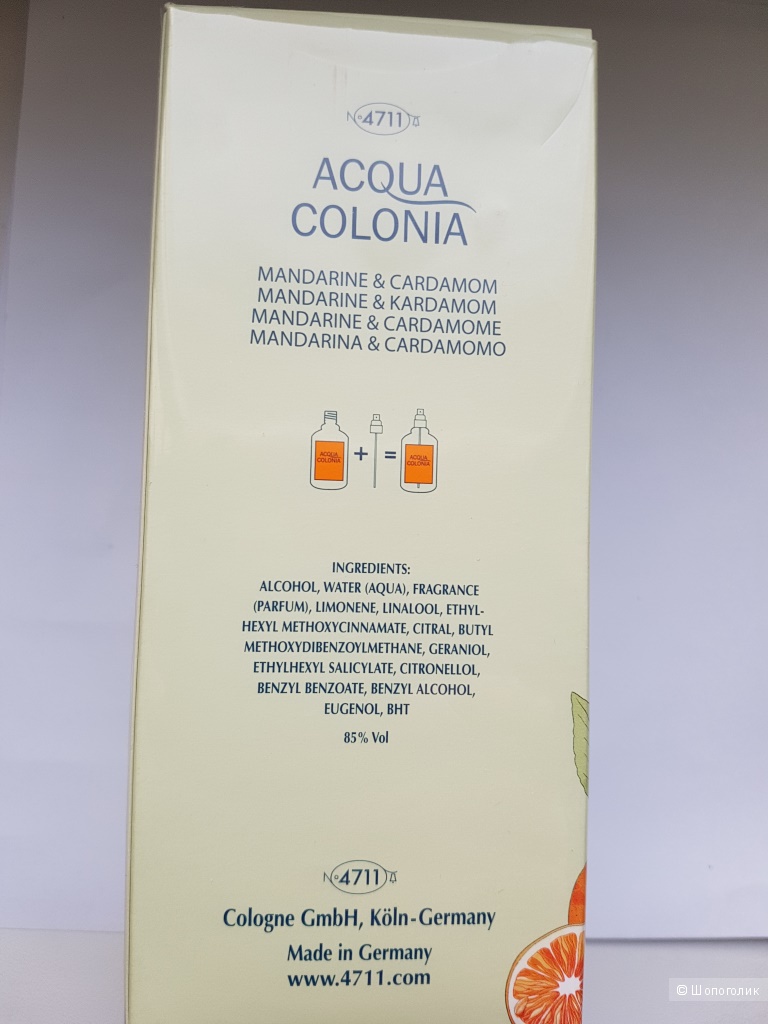 Nº4711
ACQUA
COLONIA
MANDARINE & CARDAMOM
MANDARINE & KARDAMOM
MANDARINE & CARDAMOME
MANDARINA & CARDAMOMO
ACQUA
COLONIA
+
=
ACQUA
COLONIA
INGREDIENTS:
ALCOHOL, WATER (AQUA), FRAGRANCE
(PARFUM), LIMONENE, LINALOOL, ETHYL-
HEXYL METHOXYCINNAMATE, CITRAL, BUTYL
METHOXYDIBENZOYLMETHANE, GERANIOL,
ETHYLHEXYL SALICYLATE, CITRONELLOL,
BENZYL BENZOATE, BENZYL ALCOHOL,
EUGENOL, BHT
85% Vol
Nº4711
Cologne GmbH, Köln-Germany
Made in Germany
www.4711.com
© Шопоголик